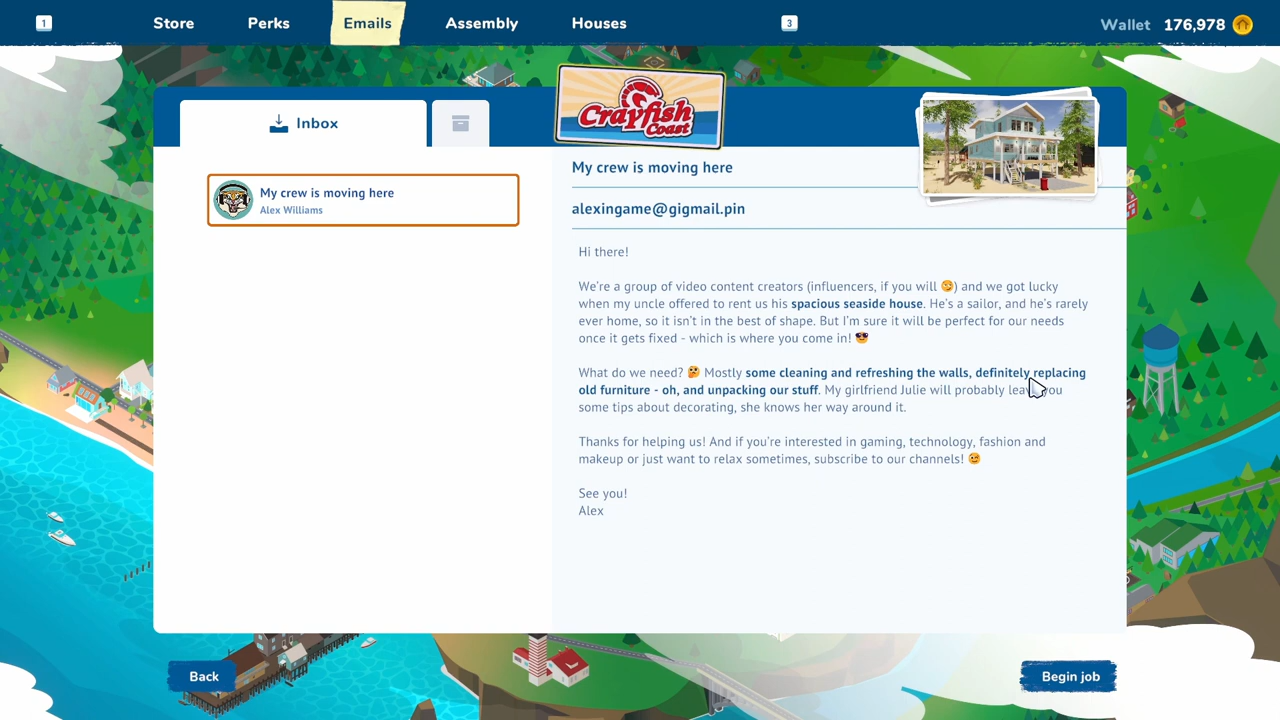 1
Store
Perks
Emails
Assembly
Houses
3
Wallet 176,978
Inbox
Crayfish
Coast
My crew is moving here
Alex Williams
My crew is moving here
alexingame@gigmail.pin
Hi there!
We're a group of video content creators (influencers, if you will 😏) and we got lucky
when my uncle offered to rent us his spacious seaside house. He's a sailor, and he's rarely
ever home, so it isn't in the best of shape. But I'm sure it will be perfect for our needs
once it gets fixed - which is where you come in! 😎
What do we need? 🤔 Mostly some cleaning and refreshing the walls, definitely replacing
old furniture - oh, and unpacking our stuff. My girlfriend Julie will probably leave you
some tips about decorating, she knows her way around it.
Thanks for helping us! And if you're interested in gaming, technology, fashion and
makeup or just want to relax sometimes, subscribe to our channels! 😉
See you!
Alex
Back
Begin job